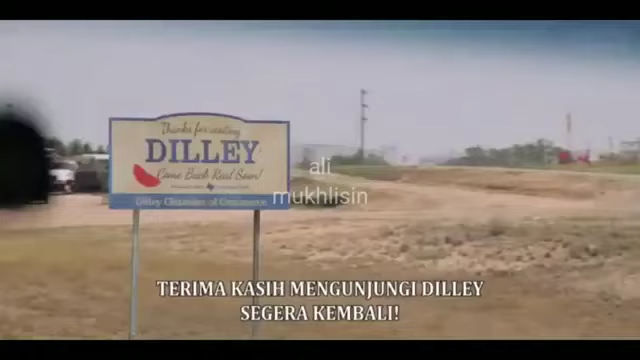 Thanks for visiting
DILLEY
Come Back Real Soon!
Dilley Chamber of Commerce
ali
mukhlisin
TERIMA KASIH MENGUNJUNGI DILLEY
SEGERA KEMBALI!